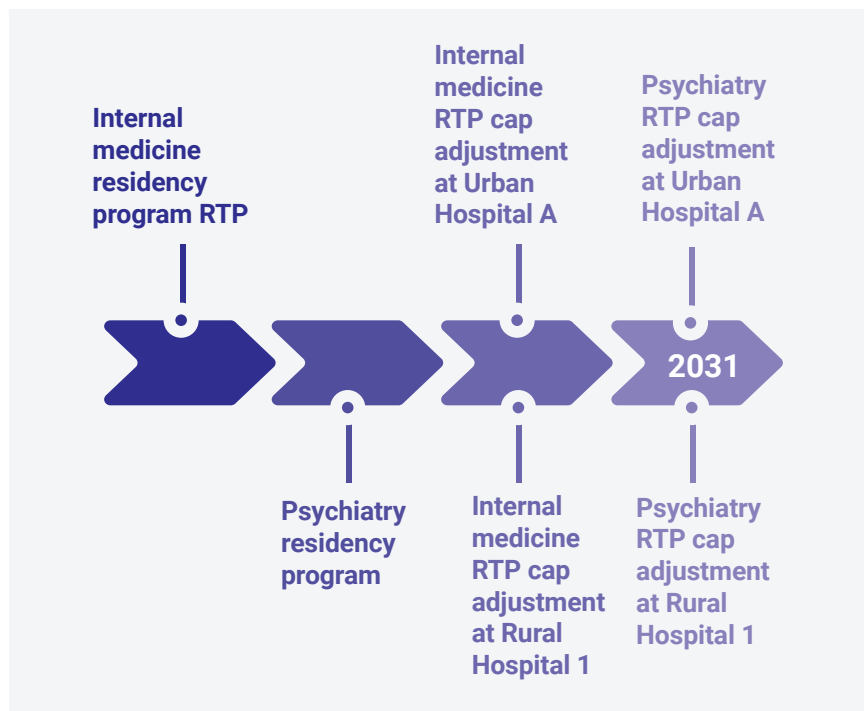 Internal
medicine
residency
program RTP
Internal
medicine
RTP cap
adjustment
at Urban
Hospital A
Psychiatry
RTP cap
adjustment
at Urban
Hospital A
2031
Psychiatry
residency
program
Internal
medicine
RTP cap
adjustment
at Rural
Hospital 1
Psychiatry
RTP cap
adjustment
at Rural
Hospital 1